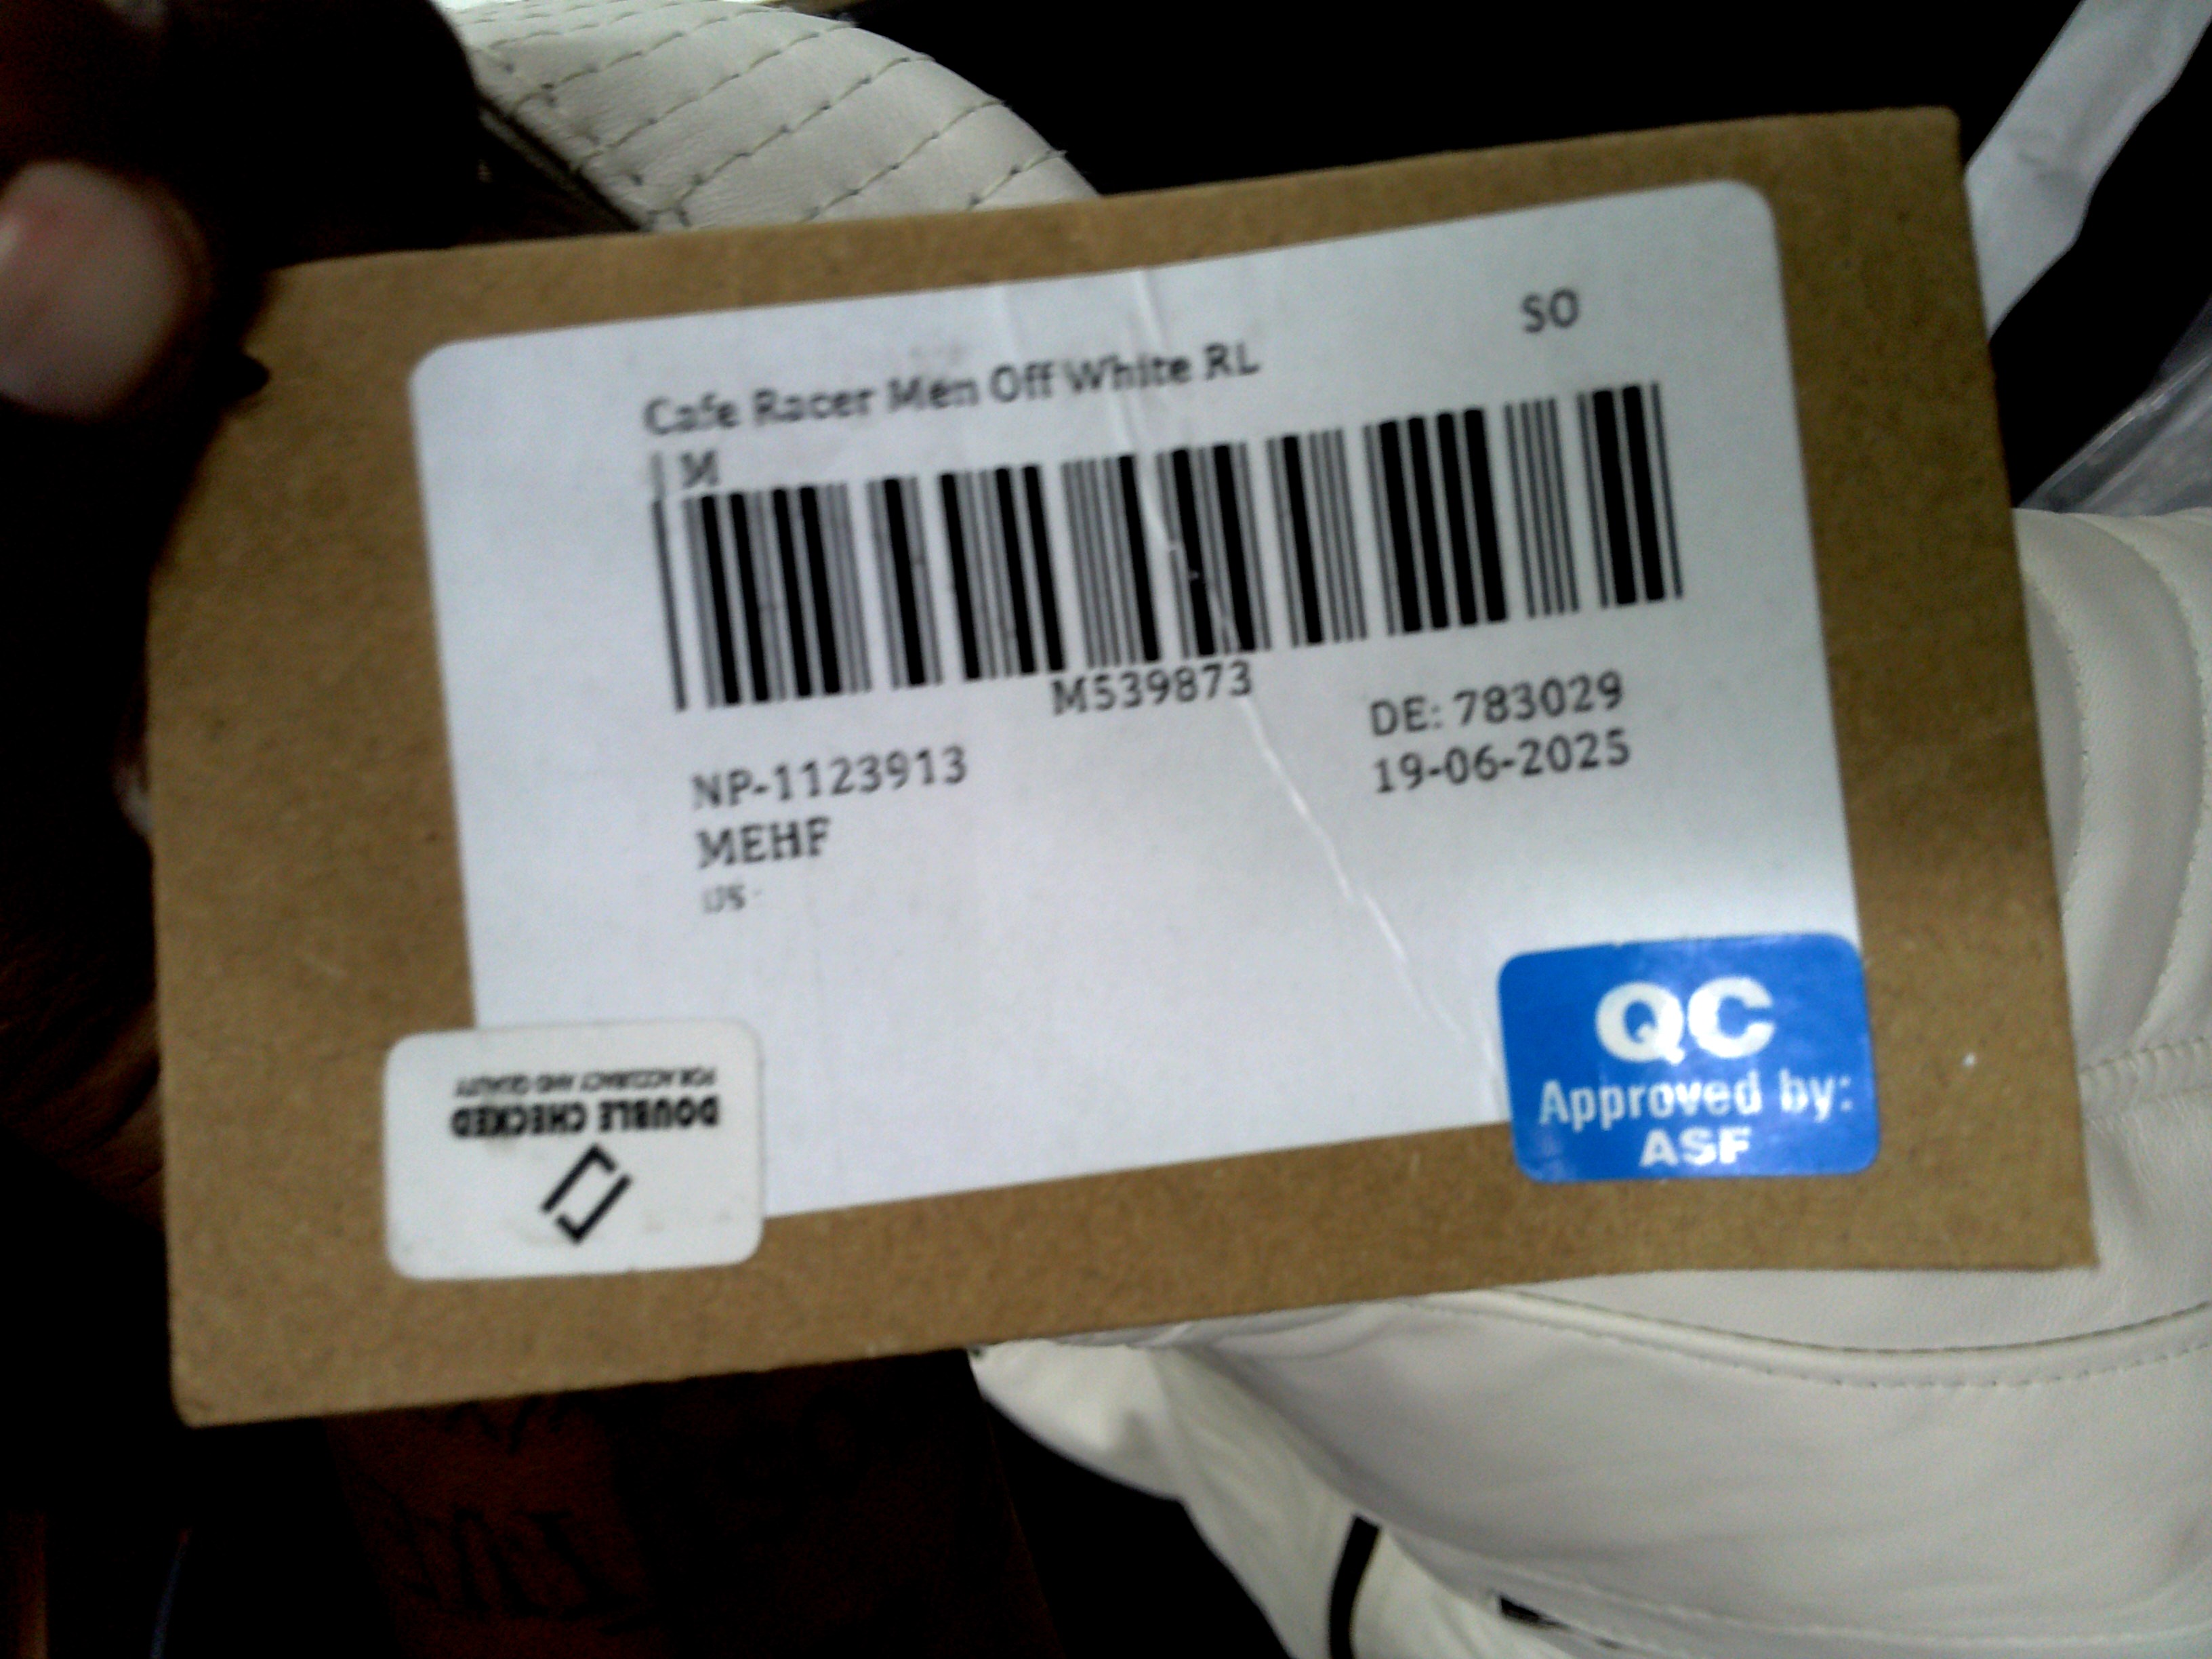 SO
Cafe Racer Men Off White RL
| M
M539873
DE: 783029
19-06-2025
NP-1123913
MEHF
QC
Approved by:
ASF
DOUBLE CHECKED
FOR ACCURACY AND QUALITY